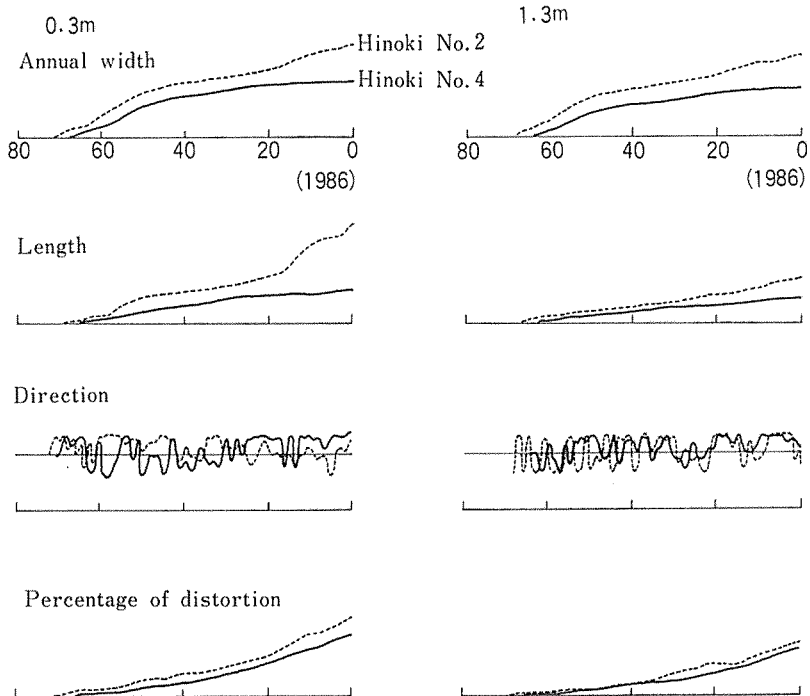 0.3m
1.3m
Annual width
Hinoki No.2
Hinoki No.4
80 60 40 20 0
(1986)
80 60 40 20 0
(1986)
Length
Direction
Percentage of distortion